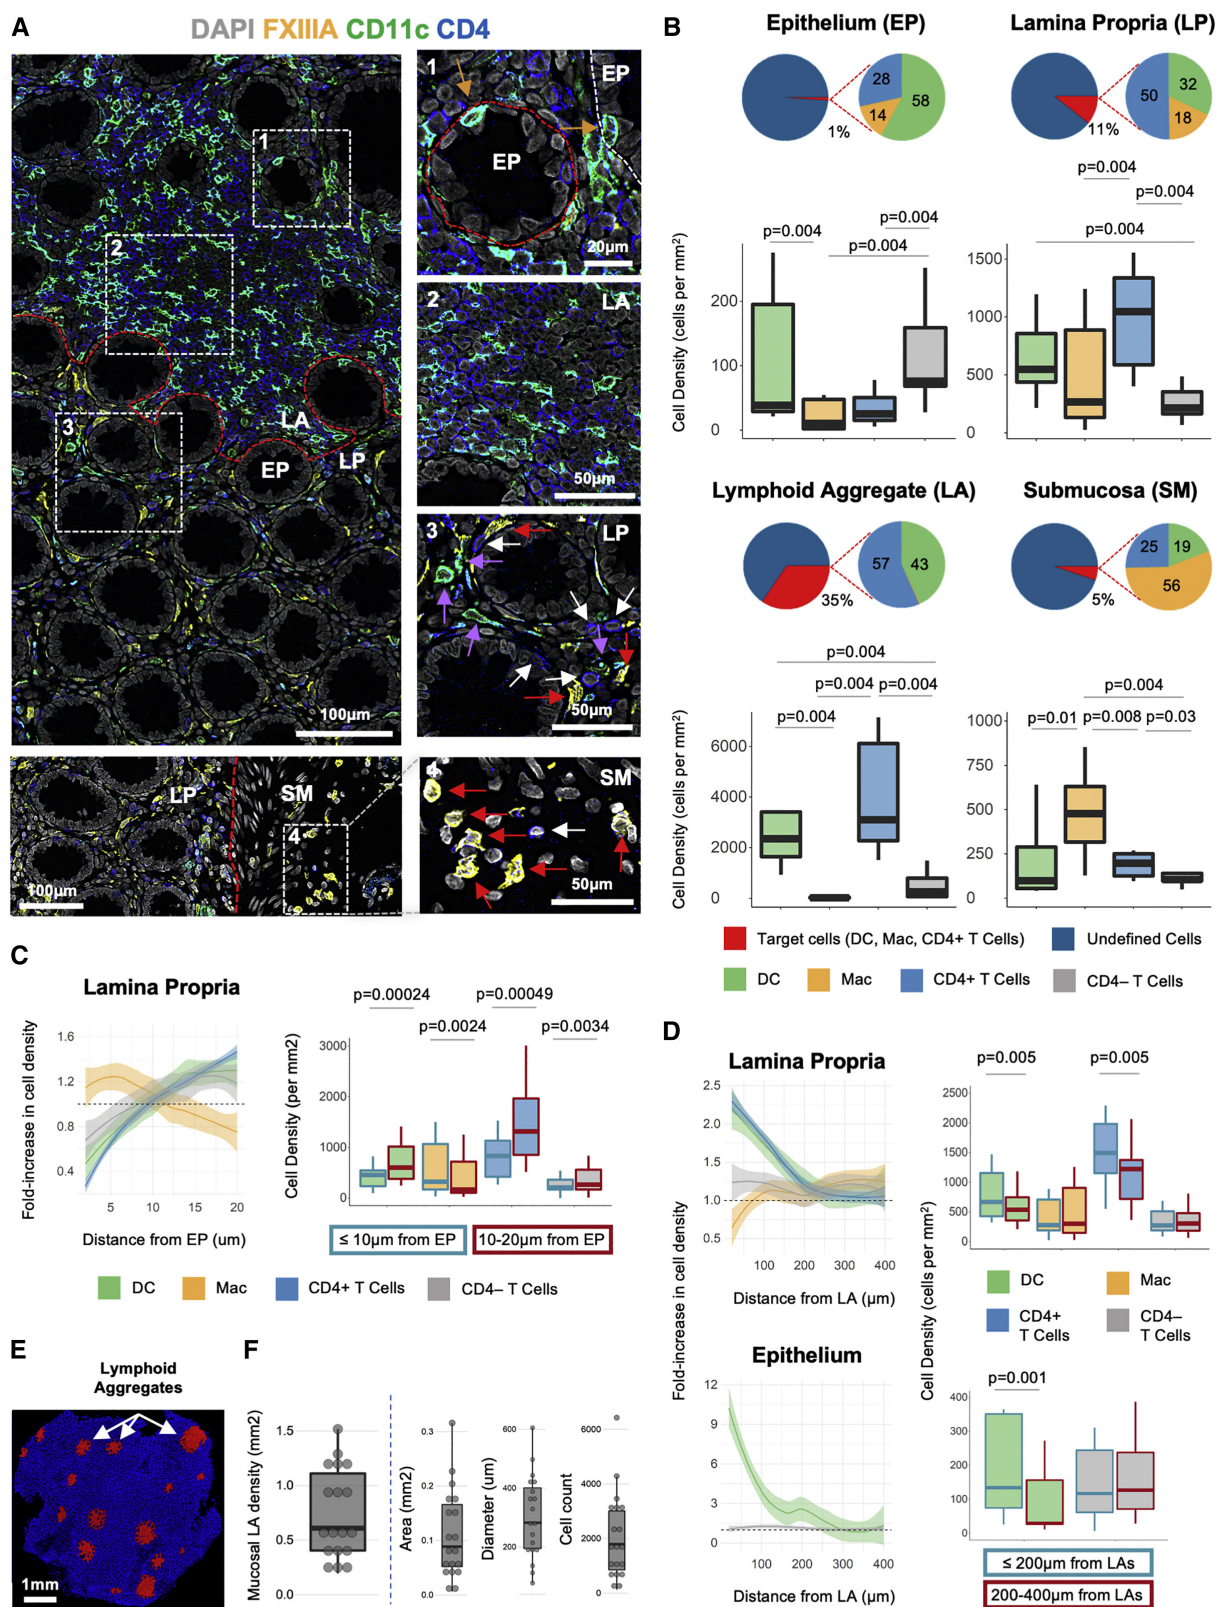 A
DAPI FXIIIA CD11c CD4
1
2
3
LA
EP
LP
100µm
1
EP
EP
20µm
2
LA
50µm
3
LP
50µm
LP
SM
4
100µm
4
SM
50µm
B
Epithelium (EP)
28
58
14
1%
p=0.004
p=0.004
p=0.004
Cell Density (cells per mm²)
200
100
0
Lamina Propria (LP)
50
32
18
11%
p=0.004
p=0.004
p=0.004
1500
1000
500
0
Lymphoid Aggregate (LA)
57
43
35%
p=0.004
p=0.004
p=0.004
p=0.004
Cell Density (cells per mm²)
6000
4000
2000
0
Submucosa (SM)
25
19
56
5%
p=0.004
p=0.01
p=0.008
p=0.03
1000
750
500
250
0
Target cells (DC, Mac, CD4+ T Cells)
Undefined Cells
DC
Mac
CD4+ T Cells
CD4– T Cells
C
Lamina Propria
Fold-increase in cell density
1.6
1.2
0.8
0.4
5
10
15
20
Distance from EP (um)
p=0.00024
p=0.00049
p=0.0024
p=0.0034
Cell Density (per mm2)
3000
2000
1000
0
≤ 10µm from EP
10-20µm from EP
DC
Mac
CD4+ T Cells
CD4– T Cells
D
Lamina Propria
2.5
2.0
1.5
1.0
0.5
100
200
300
400
Distance from LA (µm)
Fold-increase in cell density
Epithelium
12
9
6
3
0
100
200
300
400
Distance from LA (µm)
p=0.005
p=0.005
2500
2000
1500
1000
500
0
Cell Density (cells per mm²)
DC
Mac
CD4+
T Cells
CD4–
T Cells
p=0.001
400
300
200
100
0
≤ 200µm from LAs
200-400µm from LAs
E
Lymphoid
Aggregates
1mm
F
Mucosal LA density (mm2)
1.5
1.0
0.5
0.0
Area (mm2)
0.3
0.2
0.1
0.0
Diameter (um)
600
400
200
Cell count
6000
4000
2000
0